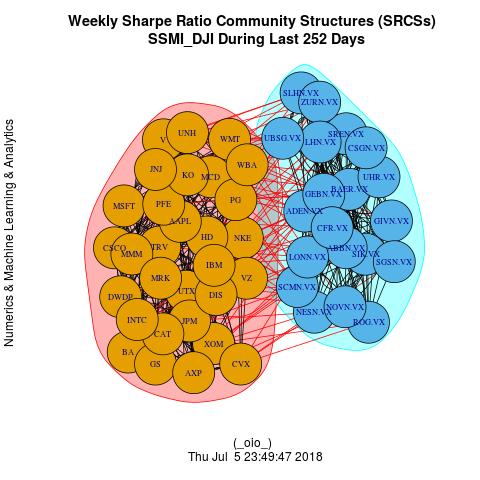 Weekly Sharpe Ratio Community Structures (SRCSs)
SSMI_DJI During Last 252 Days
Numerics & Machine Learning & Analytics
SLHN.VX
ZURN.VX
V
UNH
WMT
UBSG.VX
LHN.VX
SREN.VX
CSGN.VX
JNJ
KO
MCD
WBA
UHR.VX
MSFT
PFE
AAPL
PG
GEBN.VX
BAER.VX
ADEN.VX
GIVN.VX
CSCO
MMM
TRV
HD
NKE
CFR.VX
ABBN.VX
SIK.VX
SGSN.VX
LONN.VX
DWDP
MRK
UTX
IBM
DIS
VZ
SCMN.VX
INTC
CAT
JPM
NESN.VX
NOVN.VX
ROG.VX
BA
GS
XOM
AXP
CVX
(_oio_)
Thu Jul  5 23:49:47 2018